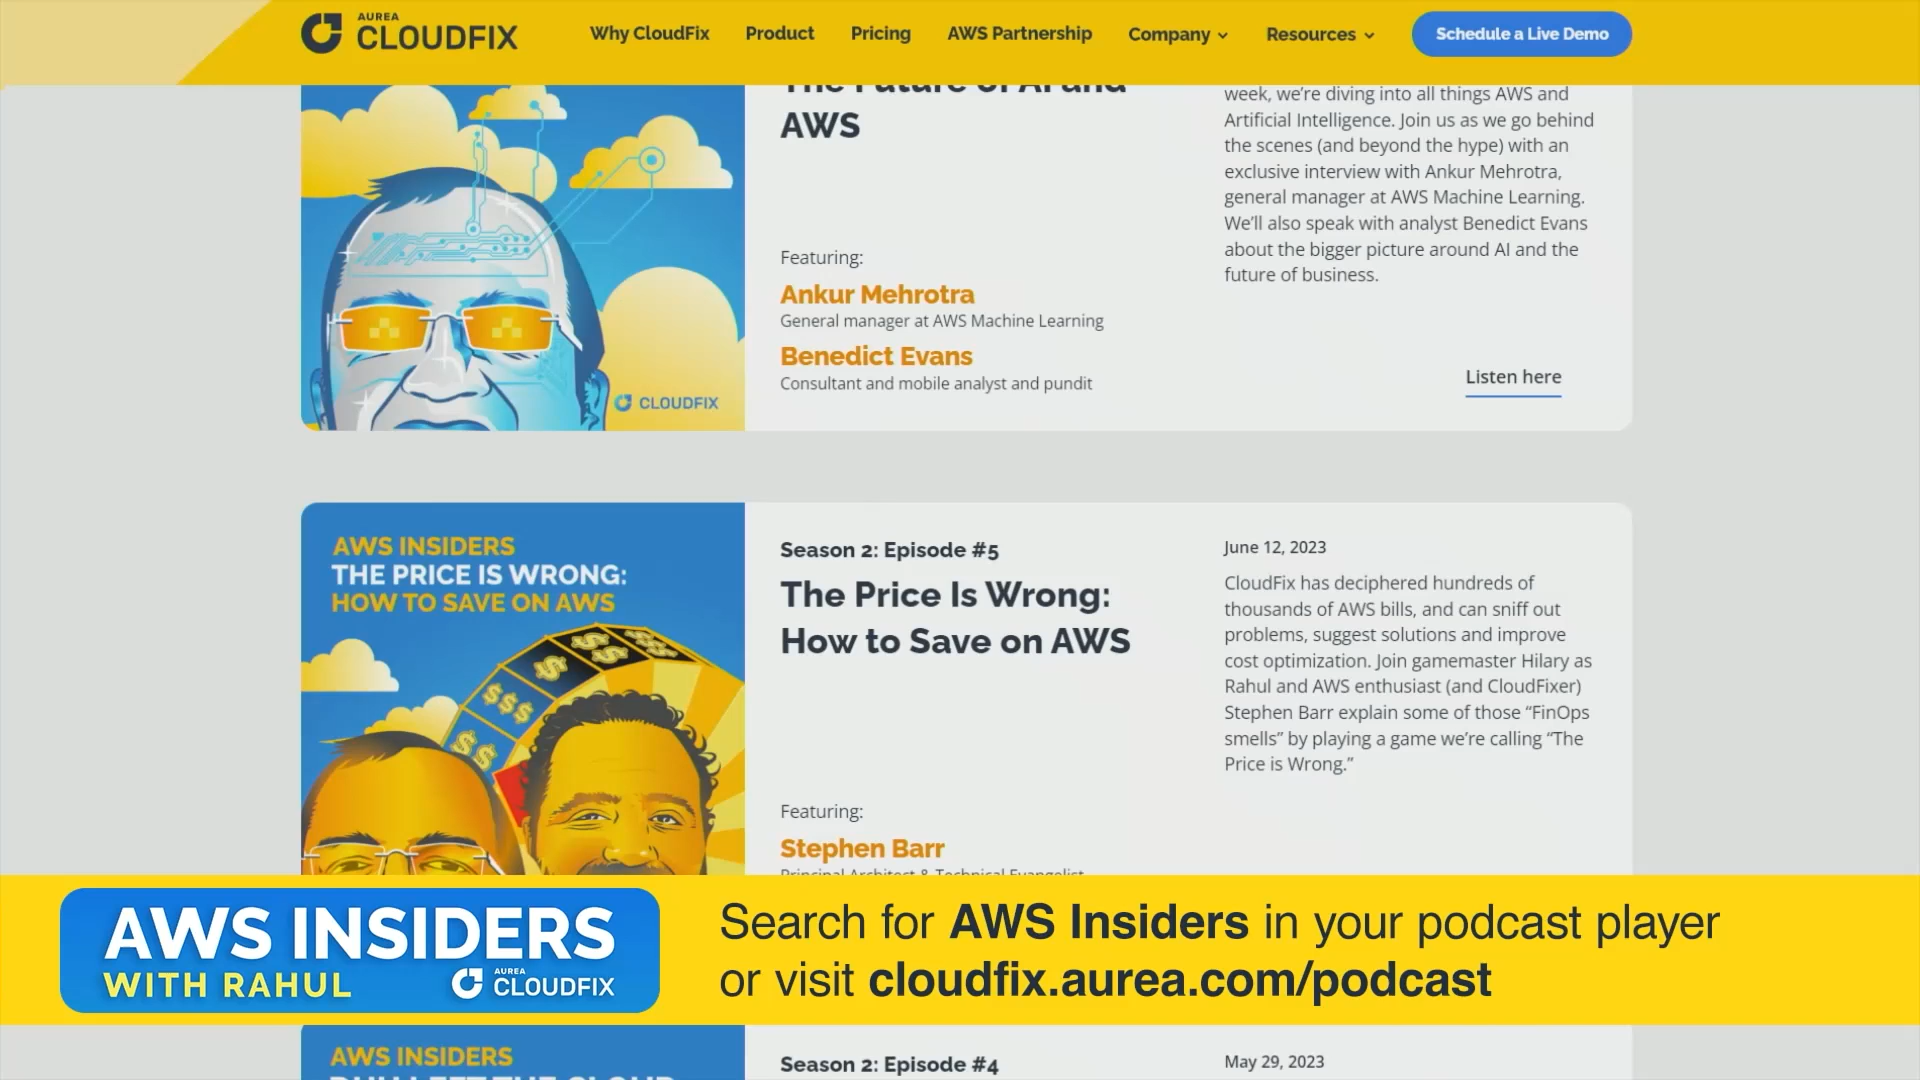 AUREA
CLOUDFIX
Why CloudFix
Product
Pricing
AWS Partnership
Company
Resources
Schedule a Live Demo
The Future of AI and
AWS
week, we're diving into all things AWS and
Artificial Intelligence. Join us as we go behind
the scenes (and beyond the hype) with an
exclusive interview with Ankur Mehrotra,
general manager at AWS Machine Learning.
We'll also speak with analyst Benedict Evans
about the bigger picture around AI and the
future of business.
Featuring:
Ankur Mehrotra
General manager at AWS Machine Learning
Benedict Evans
Consultant and mobile analyst and pundit
Listen here
CLOUDFIX
AWS INSIDERS
THE PRICE IS WRONG:
HOW TO SAVE ON AWS
$ $$ $$$ $$
Season 2: Episode #5
The Price Is Wrong:
How to Save on AWS
June 12, 2023
CloudFix has deciphered hundreds of
thousands of AWS bills, and can sniff out
problems, suggest solutions and improve
cost optimization. Join gamemaster Hilary as
Rahul and AWS enthusiast (and CloudFixer)
Stephen Barr explain some of those “FinOps
smells” by playing a game we're calling “The
Price is Wrong.”
Featuring:
Stephen Barr
Principal Architect & Technical Evangelist
AWS INSIDERS
WITH RAHUL
AUREA
CLOUDFIX
Search for AWS Insiders in your podcast player
or visit cloudfix.aurea.com/podcast
AWS INSIDERS
Season 2: Episode #4
May 29, 2023